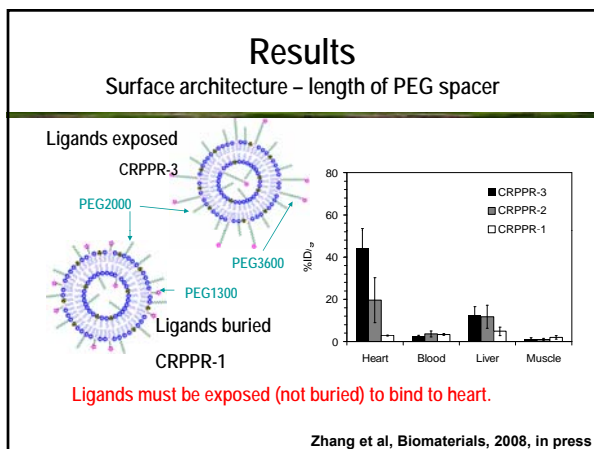 Results
Surface architecture – length of PEG spacer
Ligands exposed
CRPPR-3
PEG2000
PEG3600
PEG1300
Ligands buried
CRPPR-1
80
60
40
20
0
%ID/g
CRPPR-3
CRPPR-2
CRPPR-1
Heart Blood Liver Muscle
Ligands must be exposed (not buried) to bind to heart.
Zhang et al, Biomaterials, 2008, in press